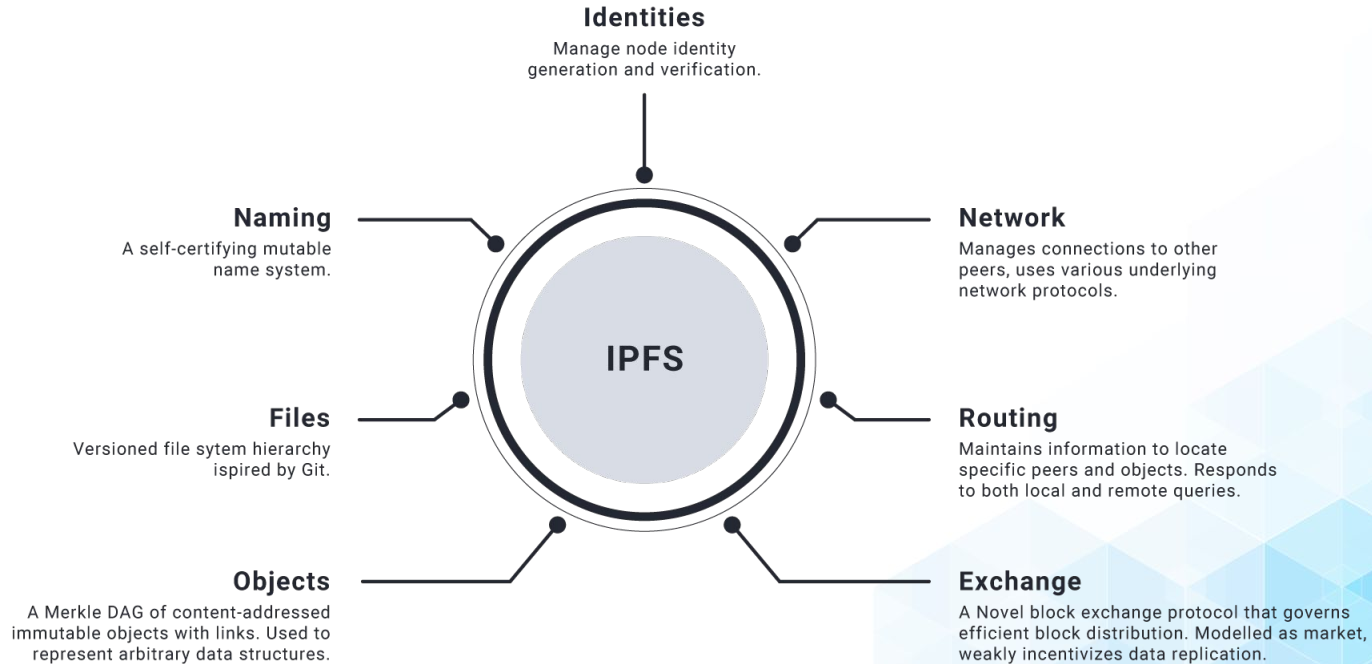 Identities
Manage node identity
generation and verification.
Naming
A self-certifying mutable
name system.
Network
Manages connections to other
peers, uses various underlying
network protocols.
IPFS
Files
Versioned file sytem hierarchy
ispired by Git.
Routing
Maintains information to locate
specific peers and objects. Responds
to both local and remote queries.
Objects
A Merkle DAG of content-addressed
immutable objects with links. Used to
represent arbitrary data structures.
Exchange
A Novel block exchange protocol that governs
efficient block distribution. Modelled as market,
weakly incentivizes data replication.